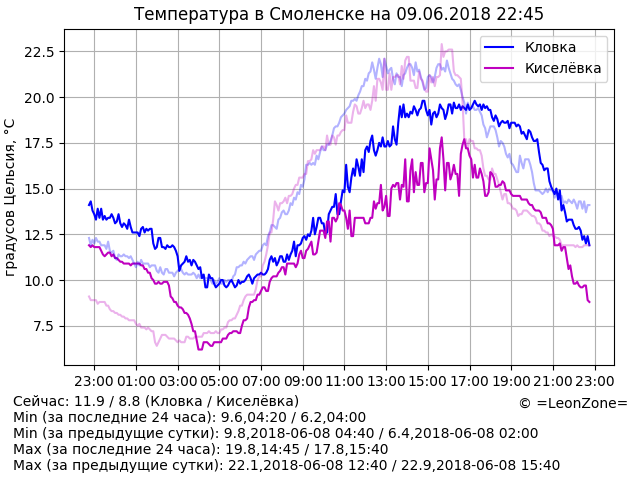 Температура в Смоленске на 09.06.2018 22:45
градусов Цельсия, °C
22.5
20.0
17.5
15.0
12.5
10.0
7.5
Кловка
Киселёвка
23:00 01:00 03:00 05:00 07:00 09:00 11:00 13:00 15:00 17:00 19:00 21:00 23:00
Сейчас: 11.9 / 8.8 (Кловка / Киселёвка)
© =LeonZone=
Min (за последние 24 часа): 9.6,04:20 / 6.2,04:00
Min (за предыдущие сутки): 9.8,2018-06-08 04:40 / 6.4,2018-06-08 02:00
Max (за последние 24 часа): 19.8,14:45 / 17.8,15:40
Max (за предыдущие сутки): 22.1,2018-06-08 12:40 / 22.9,2018-06-08 15:40